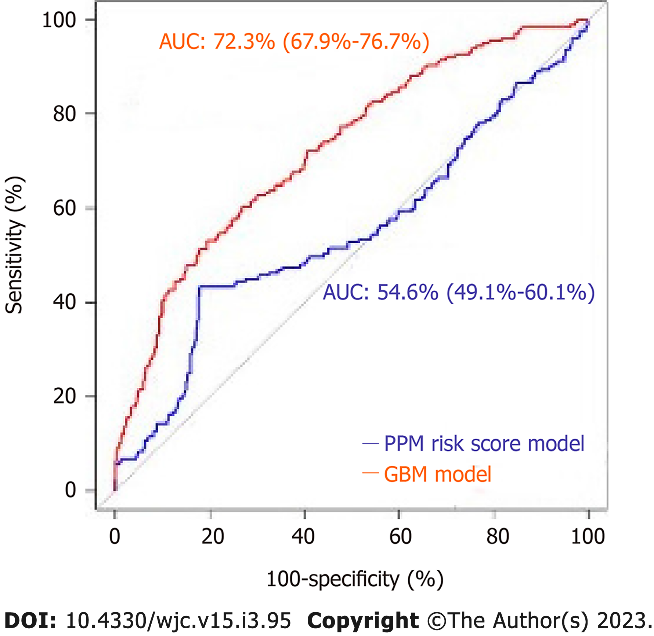 100
AUC: 72.3% (67.9%-76.7%)
80
60
Sensitivity (%)
40
AUC: 54.6% (49.1%-60.1%)
20
PPM risk score model
GBM model
0
0 20 40 60 80 100
100-specificity (%)
DOI: 10.4330/wjc.v15.i3.95 Copyright ©The Author(s) 2023.